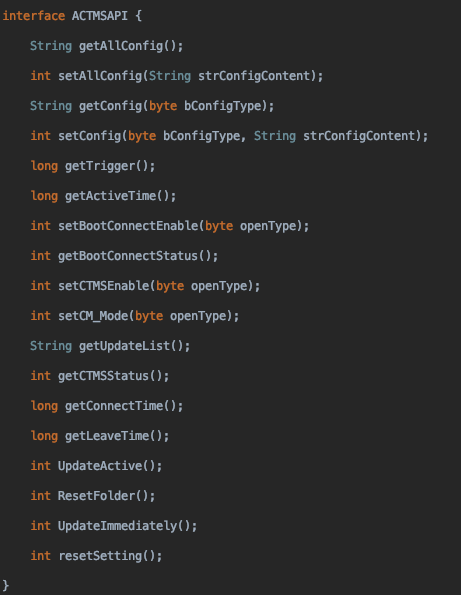 interface ACTMSAPI {
String getAllConfig();
int setAllConfig(String strConfigContent);
String getConfig(byte bConfigType);
int setConfig(byte bConfigType, String strConfigContent);
long getTrigger();
long getActiveTime();
int setBootConnectEnable(byte openType);
int getBootConnectStatus();
int setCTMSEnable(byte openType);
int setCM_Mode(byte openType);
String getUpdateList();
int getCTMSStatus();
long getConnectTime();
long getLeaveTime();
int UpdateActive();
int ResetFolder();
int UpdateImmediately();
int resetSetting();
}